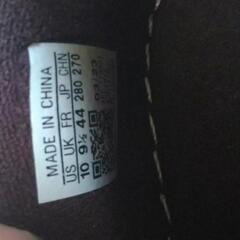 MADE IN CHINA
US UK FR JP CHN
10 9½ 44 280 270